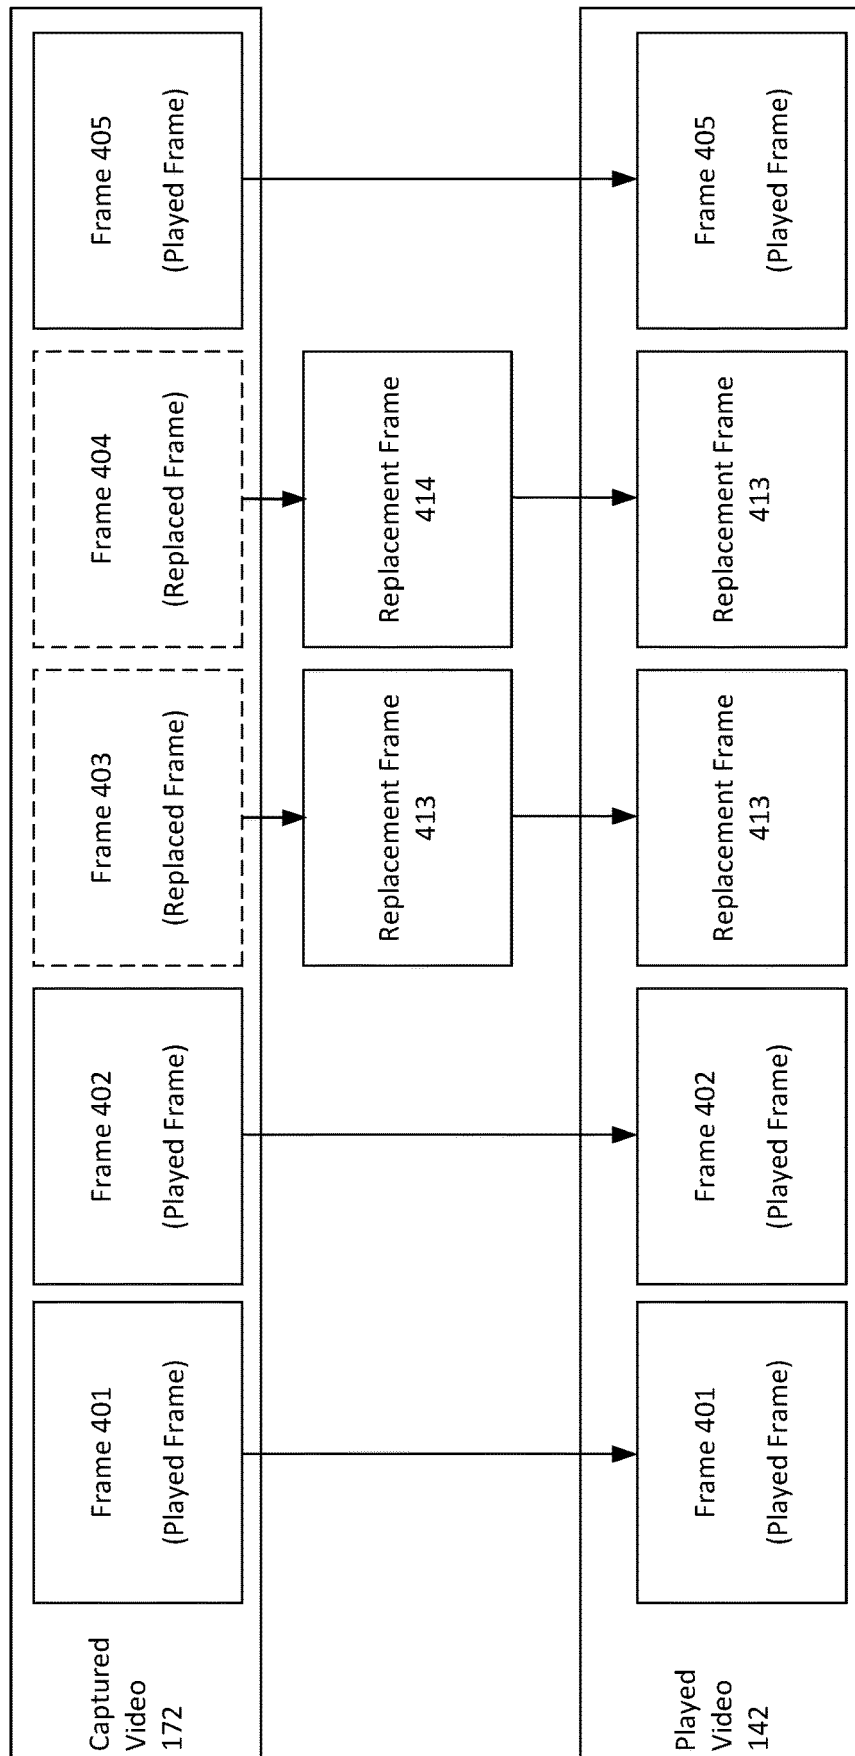 Captured
Video
172
Frame 401
(Played Frame)
Frame 402
(Played Frame)
Frame 403
(Replaced Frame)
Frame 404
(Replaced Frame)
Frame 405
(Played Frame)
Replacement Frame
413
Replacement Frame
414
Played
Video
142
Frame 401
(Played Frame)
Frame 402
(Played Frame)
Replacement Frame
413
Replacement Frame
413
Frame 405
(Played Frame)